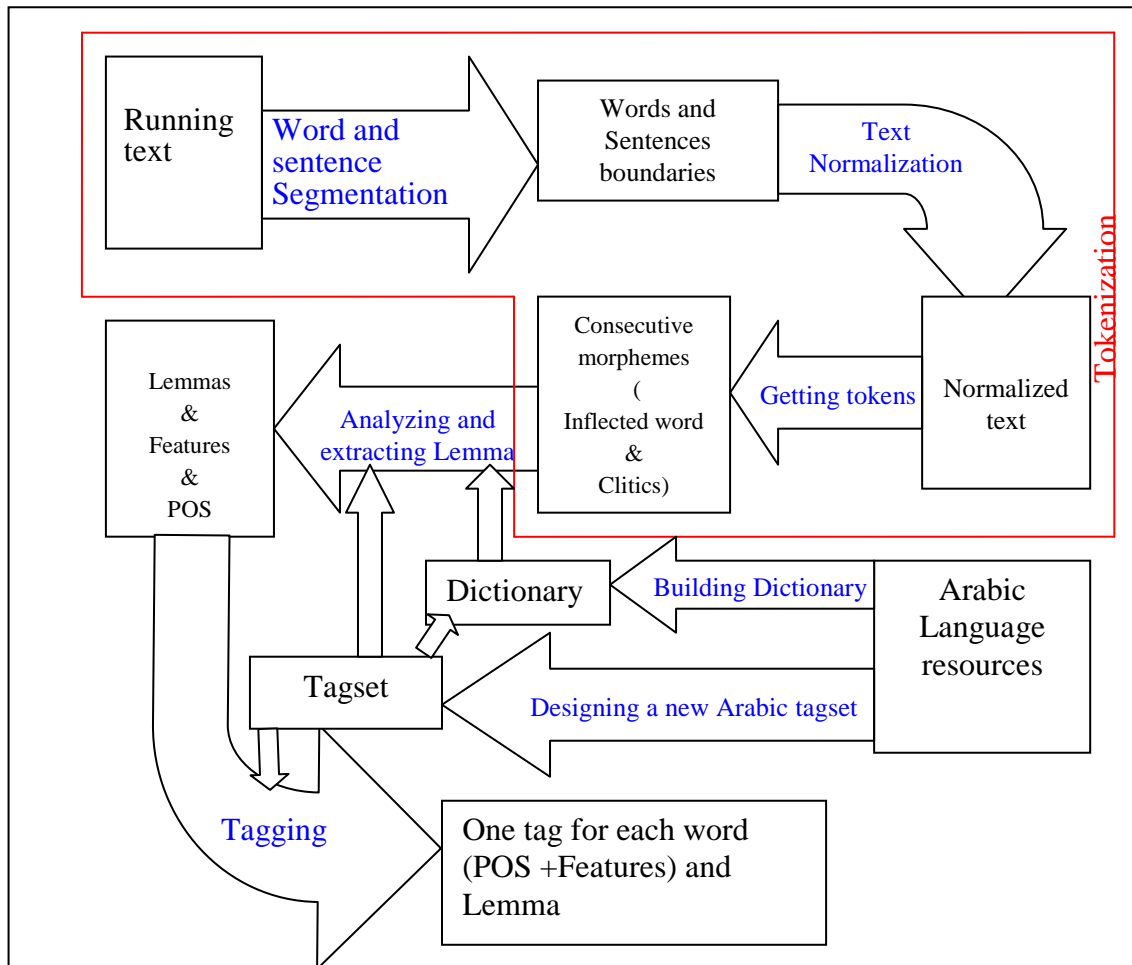 Running
text
Word and
sentence
Segmentation
Words and
Sentences
boundaries
Text
Normalization
Tokenization
Normalized
text
Getting tokens
Consecutive
morphemes
(
Inflected word
&
Clitics)
Analyzing and
extracting Lemma
Lemmas
&
Features
&
POS
Dictionary
Building Dictionary
Arabic
Language
resources
Tagset
Designing a new Arabic tagset
Tagging
One tag for each word
(POS +Features) and
Lemma